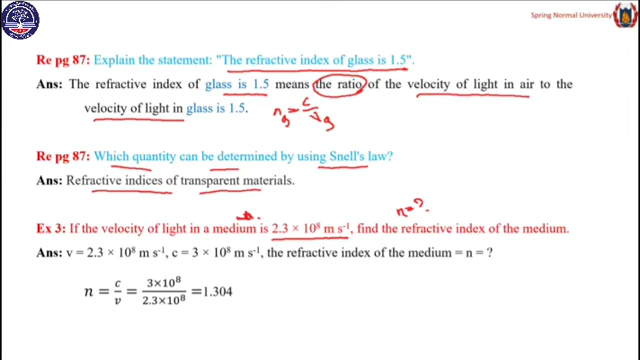 Spring Normal University
Re pg 87: Explain the statement: "The refractive index of glass is 1.5".
Ans: The refractive index of glass is 1.5 means the ratio of the velocity of light in air to the
velocity of light in glass is 1.5.
n_g = c/v_g
Re pg 87: Which quantity can be determined by using Snell's law?
Ans: Refractive indices of transparent materials.
n = ?
Ex 3: If the velocity of light in a medium is 2.3 × 10⁸ m s⁻¹, find the refractive index of the medium.
Ans: v = 2.3 × 10⁸ m s⁻¹, c = 3 × 10⁸ m s⁻¹, the refractive index of the medium = n = ?
n = c/v = 3×10⁸/2.3×10⁸ = 1.304